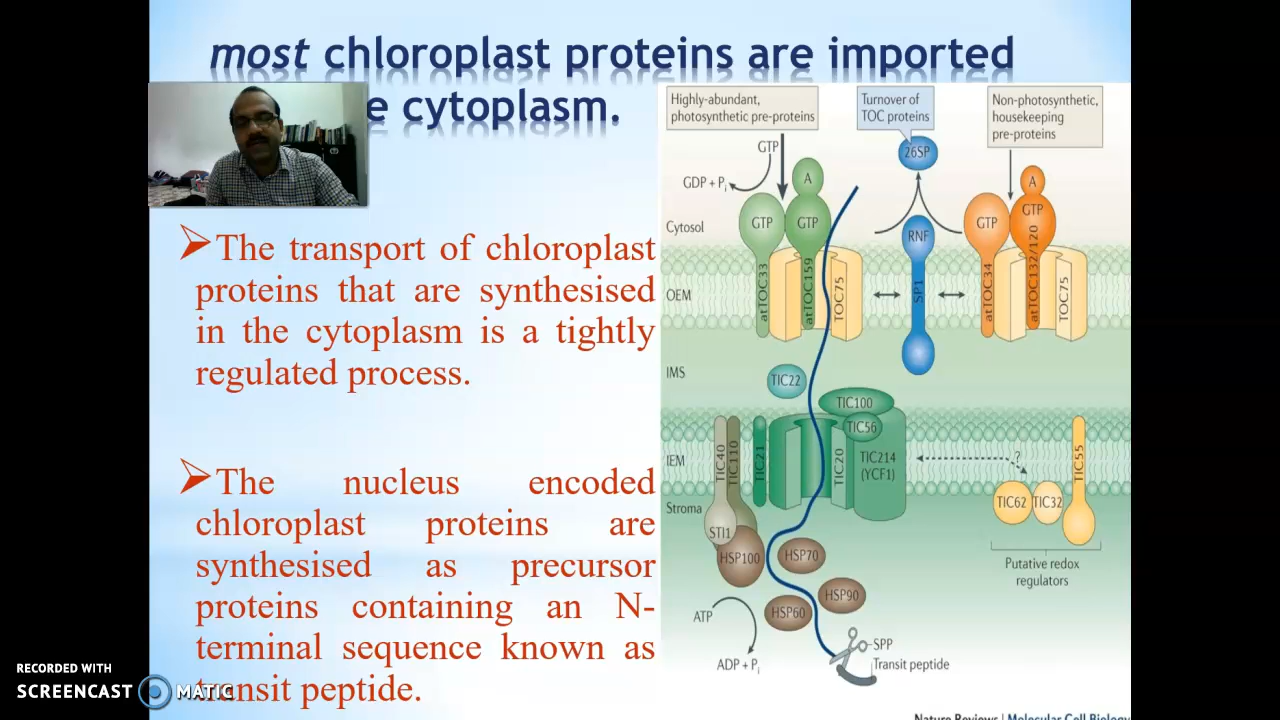 most chloroplast proteins are imported
e cytoplasm.
➢The transport of chloroplast
proteins that are synthesised
in the cytoplasm is a tightly
regulated process.
➢The nucleus encoded
chloroplast proteins are
synthesised as precursor
proteins containing an N-
terminal sequence known as
transit peptide.
Highly-abundant,
photosynthetic pre-proteins
Turnover of
TOC proteins
Non-photosynthetic,
housekeeping
pre-proteins
GTP
GDP + Pi
26SP
A
A
Cytosol
GTP
GTP
RNF
GTP
GTP
OEM
atTOC33
atTOC159
TOC75
SP1
atTOC34
atTOC132/120
TOC75
IMS
TIC22
TIC100
TIC56
IEM
TIC40
TIC110
TIC21
TIC20
TIC214
(YCF1)
?
TIC55
TIC62
TIC32
Stroma
STI1
HSP100
HSP70
HSP90
HSP60
Putative redox
regulators
ATP
ADP + Pi
SPP
Transit peptide
Nature Reviews | Molecular Cell Biology
RECORDED WITH
SCREENCAST MATIC